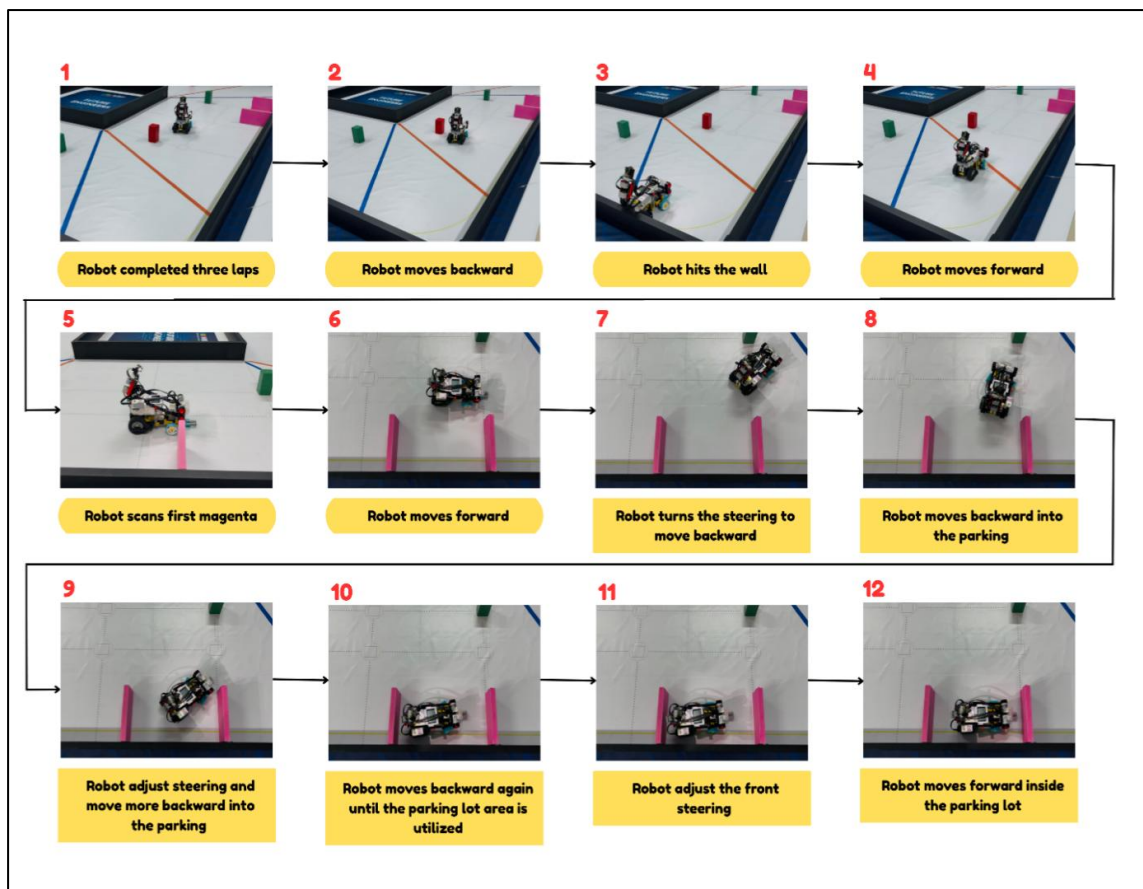 1
2
3
4
Robot completed three laps
Robot moves backward
Robot hits the wall
Robot moves forward
5
6
7
8
Robot scans first magenta
Robot moves forward
Robot turns the steering to
move backward
Robot moves backward into
the parking
9
10
11
12
Robot adjust steering and
move more backward into
the parking
Robot moves backward again
until the parking lot area is
utilized
Robot adjust the front
steering
Robot moves forward inside
the parking lot